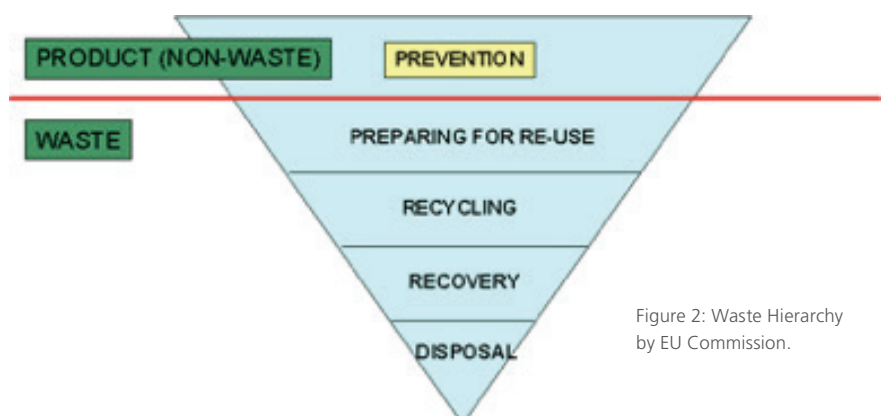 PRODUCT (NON-WASTE)
PREVENTION
WASTE
PREPARING FOR RE-USE
RECYCLING
RECOVERY
DISPOSAL
Figure 2: Waste Hierarchy
by EU Commission.